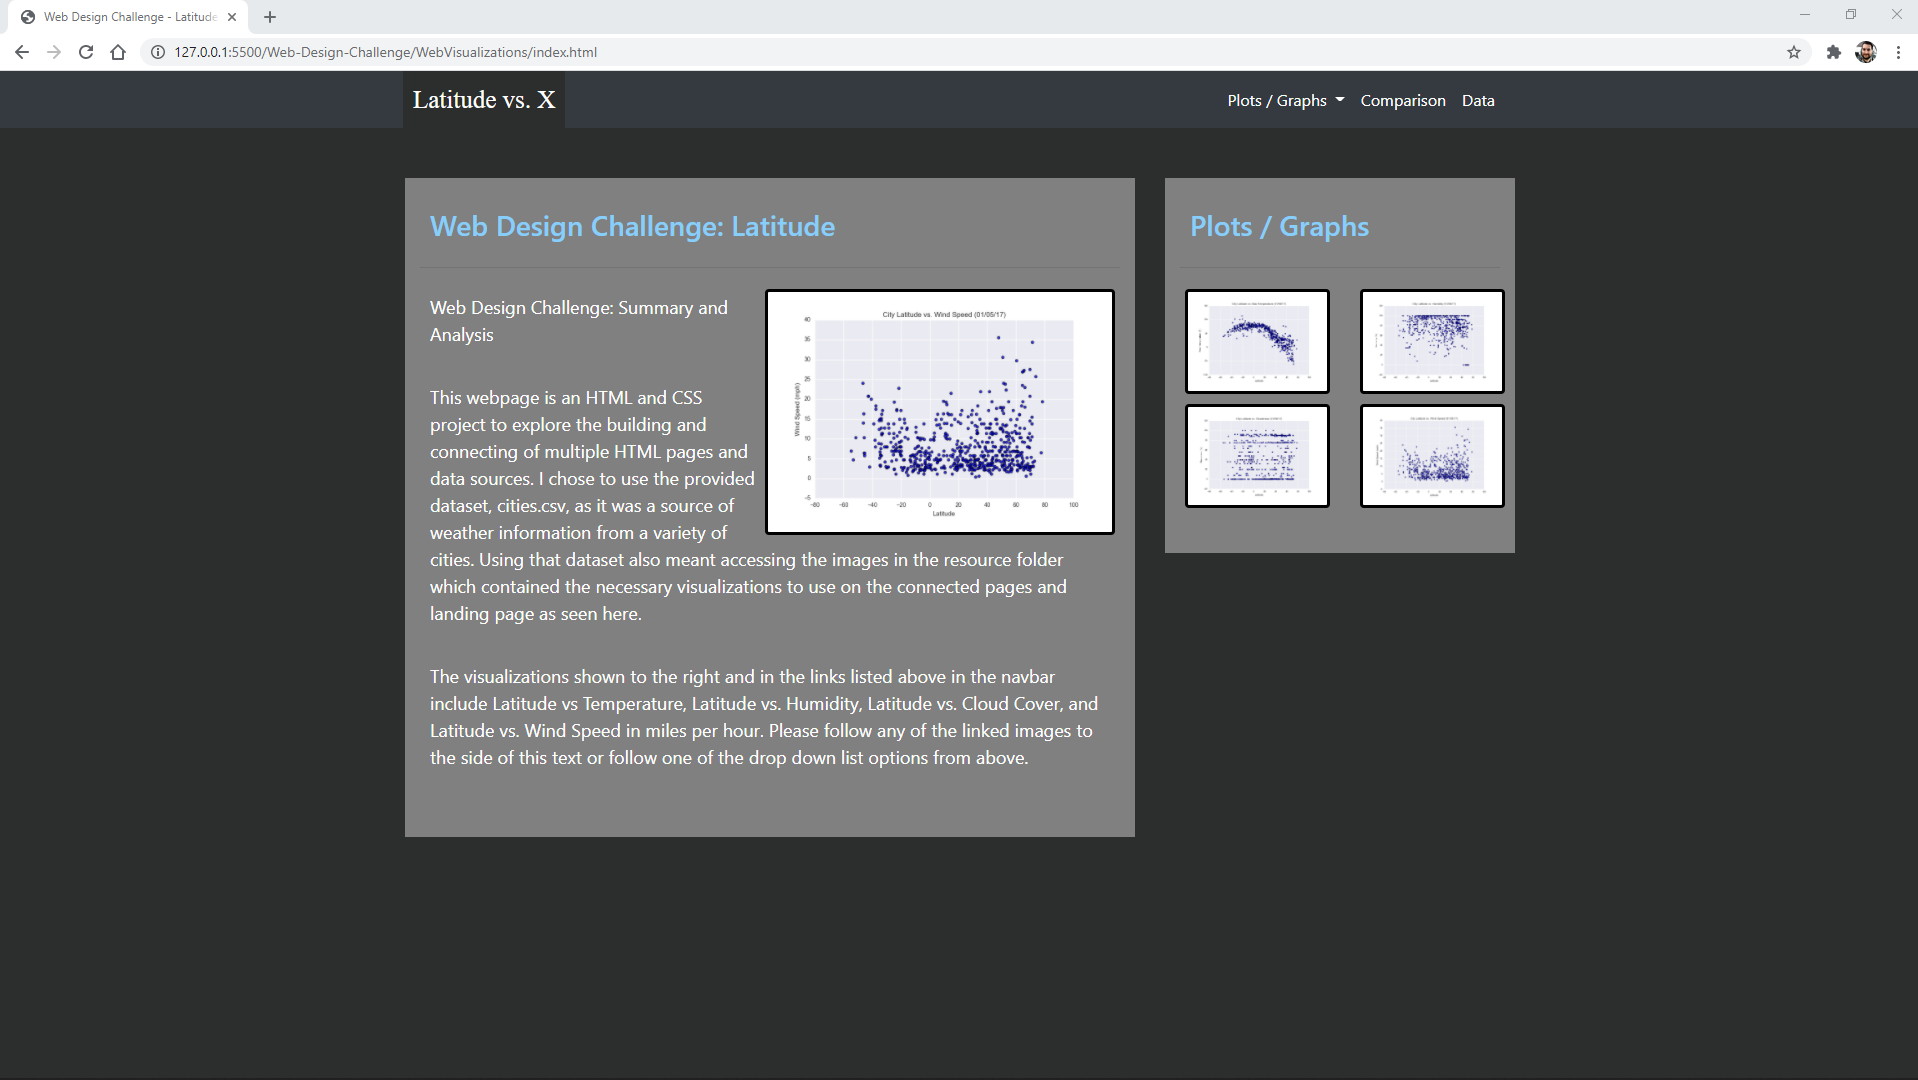 Web Design Challenge - Latitude
127.0.0.1:5500/Web-Design-Challenge/WebVisualizations/index.html
Latitude vs. X
Plots / Graphs
Comparison
Data
Web Design Challenge: Latitude
Web Design Challenge: Summary and
Analysis
City Latitude vs. Wind Speed (01/05/17)
Wind Speed (mph)
40
35
30
25
20
15
10
5
0
-5
-80 -60 -40 -20 0 20 40 60 80 100
Latitude
This webpage is an HTML and CSS
project to explore the building and
connecting of multiple HTML pages and
data sources. I chose to use the provided
dataset, cities.csv, as it was a source of
weather information from a variety of
cities. Using that dataset also meant accessing the images in the resource folder
which contained the necessary visualizations to use on the connected pages and
landing page as seen here.
The visualizations shown to the right and in the links listed above in the navbar
include Latitude vs Temperature, Latitude vs. Humidity, Latitude vs. Cloud Cover, and
Latitude vs. Wind Speed in miles per hour. Please follow any of the linked images to
the side of this text or follow one of the drop down list options from above.
Plots / Graphs